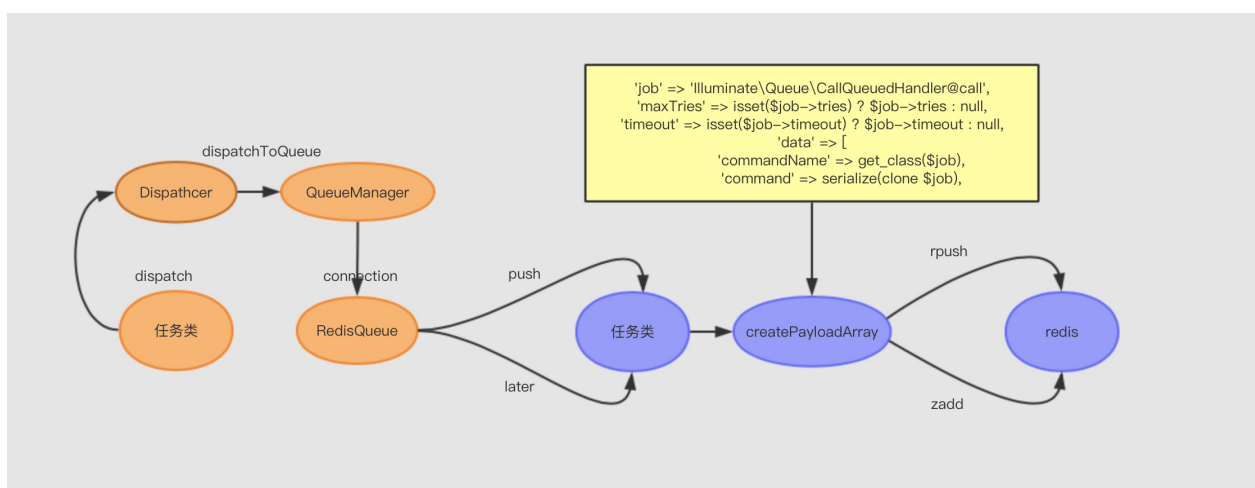 'job' => 'Illuminate\Queue\CallQueuedHandler@call',
'maxTries' => isset($job->tries) ? $job->tries : null,
'timeout' => isset($job->timeout) ? $job->timeout : null,
'data' => [
'commandName' => get_class($job),
'command' => serialize(clone $job),
dispatchToQueue
Dispathcer
QueueManager
dispatch
connection
push
rpush
任务类
RedisQueue
任务类
createPayloadArray
redis
later
zadd